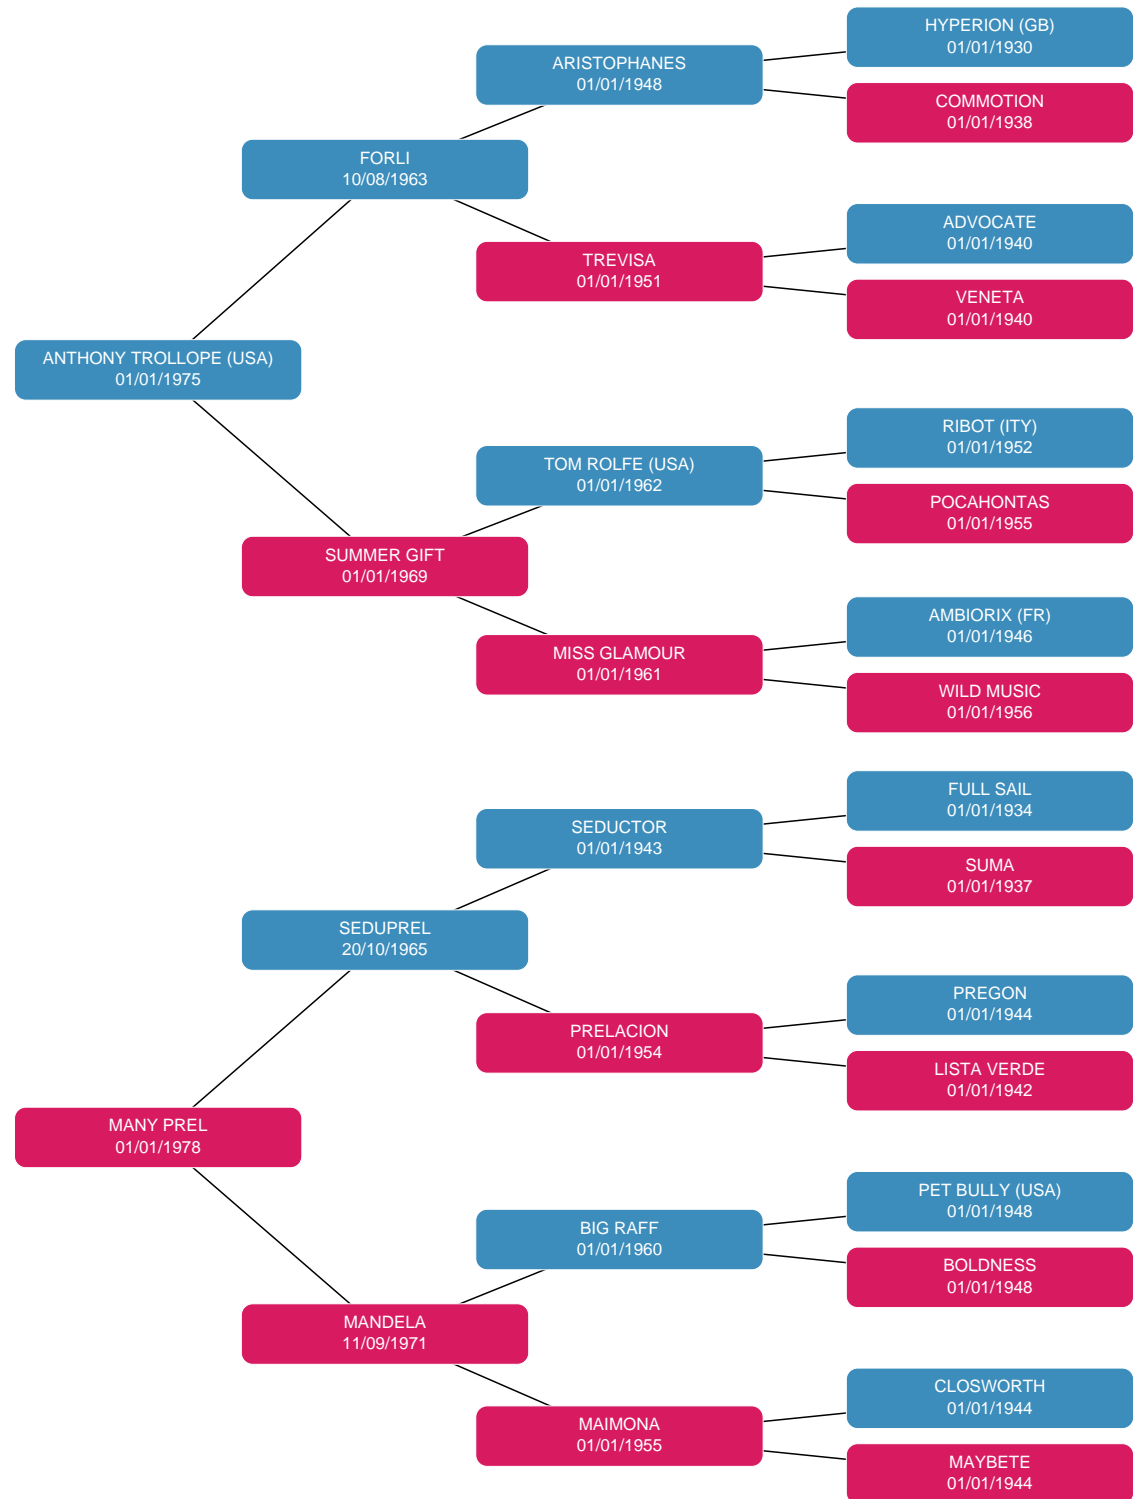 HYPERION (GB)
01/01/1930
ARISTOPHANES
01/01/1948
COMMOTION
01/01/1938
FORLI
10/08/1963
ADVOCATE
01/01/1940
TREVISA
01/01/1951
VENETA
01/01/1940
ANTHONY TROLLOPE (USA)
01/01/1975
RIBOT (ITY)
01/01/1952
TOM ROLFE (USA)
01/01/1962
POCAHONTAS
01/01/1955
SUMMER GIFT
01/01/1969
AMBIORIX (FR)
01/01/1946
MISS GLAMOUR
01/01/1961
WILD MUSIC
01/01/1956
FULL SAIL
01/01/1934
SEDUCTOR
01/01/1943
SUMA
01/01/1937
SEDUPREL
20/10/1965
PREGON
01/01/1944
PRELACION
01/01/1954
LISTA VERDE
01/01/1942
MANY PREL
01/01/1978
PET BULLY (USA)
01/01/1948
BIG RAFF
01/01/1960
BOLDNESS
01/01/1948
MANDELA
11/09/1971
CLOSWORTH
01/01/1944
MAIMONA
01/01/1955
MAYBETE
01/01/1944